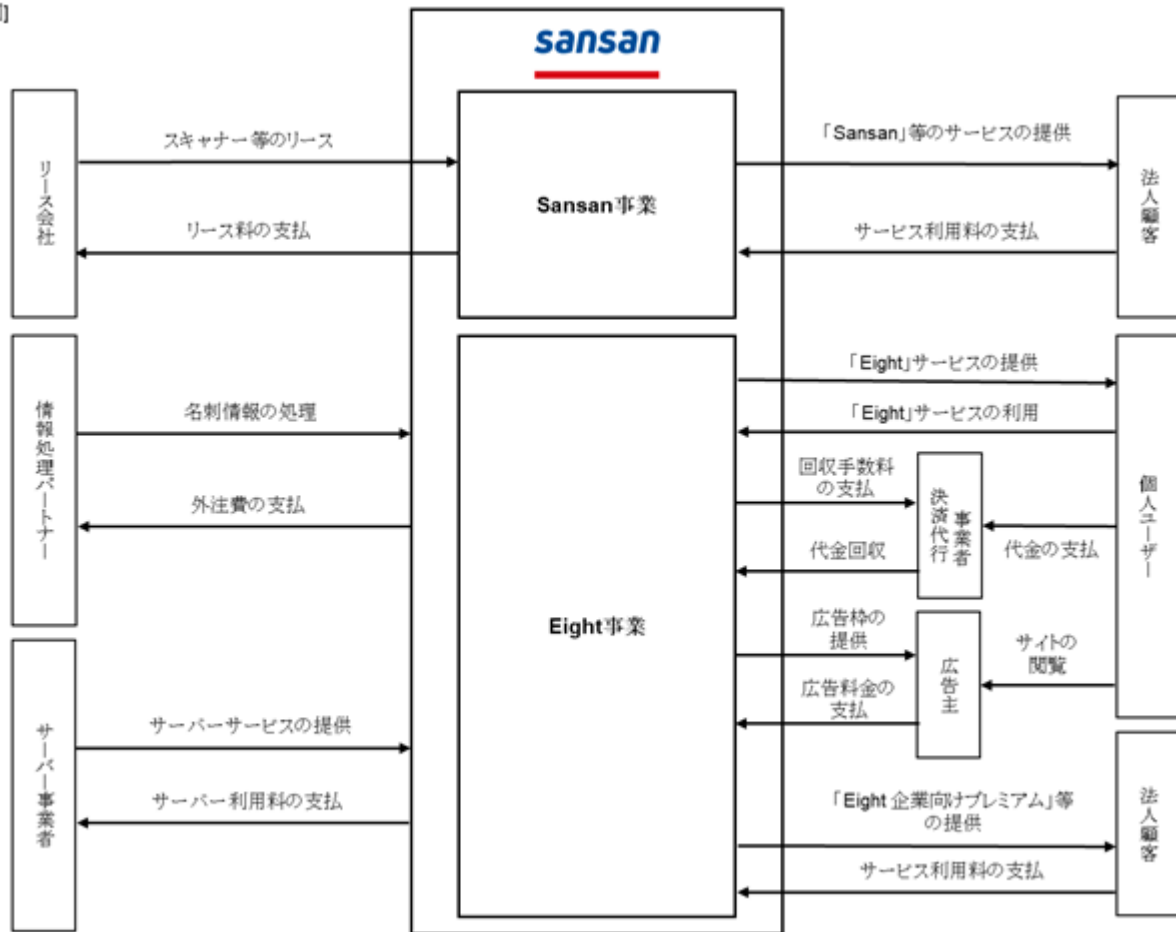 ]
sansan
リース会社
スキャナー等のリース
リース料の支払
Sansan事業
「Sansan」等のサービスの提供
サービス利用料の支払
法人顧客
情報処理パートナー
名刺情報の処理
外注費の支払
サーバー事業者
サーバーサービスの提供
サーバー利用料の支払
Eight事業
「Eight」サービスの提供
「Eight」サービスの利用
回収手数料
の支払
代金回収
決済代行
事業者
代金の支払
広告枠の
提供
広告料金の
支払
広告主
サイトの
閲覧
個人ユーザー
「Eight 企業向けプレミアム」等
の提供
サービス利用料の支払
法人顧客